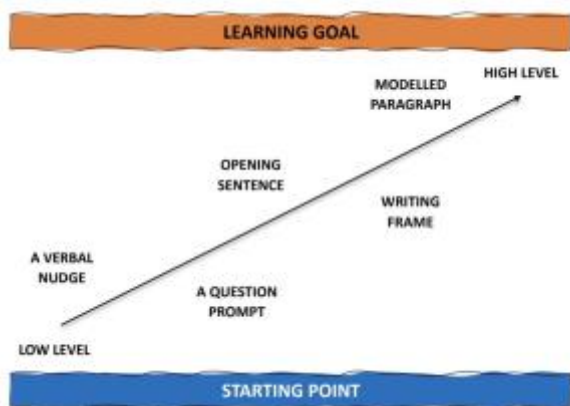 LEARNING GOAL
HIGH LEVEL
MODELLED
PARAGRAPH
OPENING
SENTENCE
WRITING
FRAME
A VERBAL
NUDGE
A QUESTION
PROMPT
LOW LEVEL
STARTING POINT